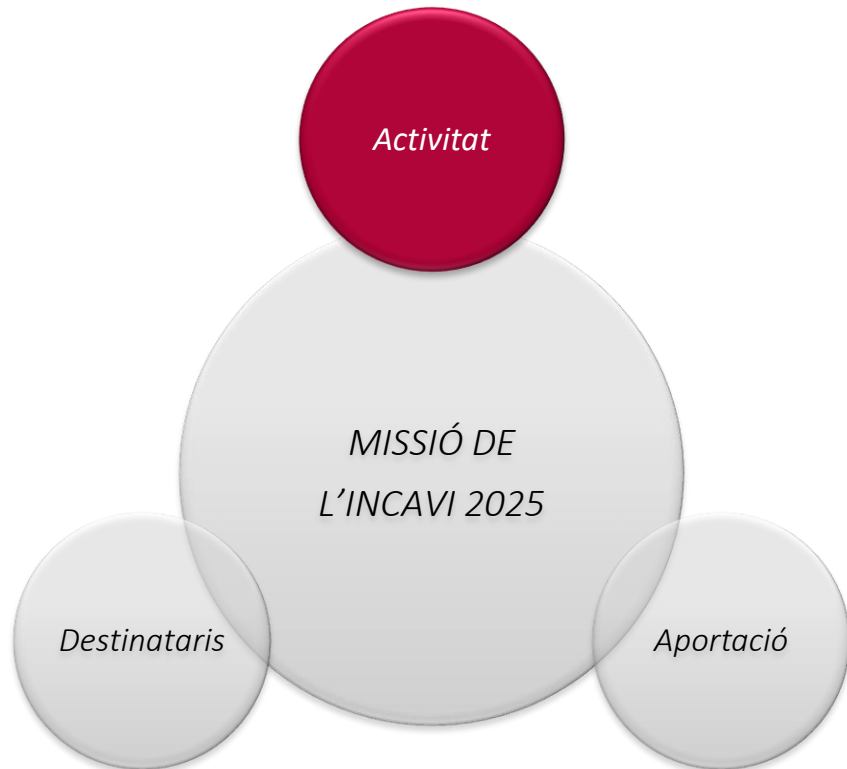 Activitat
MISSIÓ DE
L’INCAVI 2025
Destinataris
Aportació